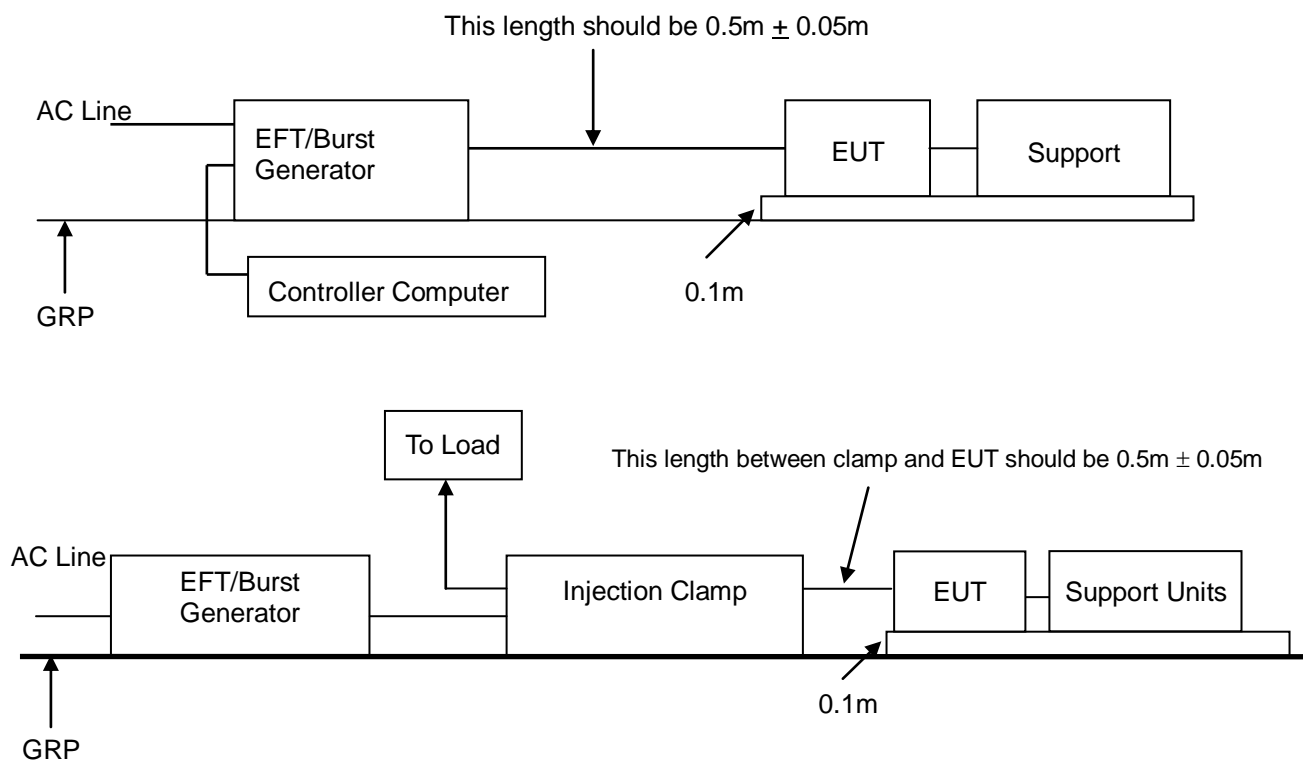 This length should be 0.5m ± 0.05m
AC Line
EFT/Burst
Generator
EUT
Support
Controller Computer
0.1m
GRP
To Load
This length between clamp and EUT should be 0.5m ± 0.05m
AC Line
EFT/Burst
Generator
Injection Clamp
EUT
Support Units
0.1m
GRP